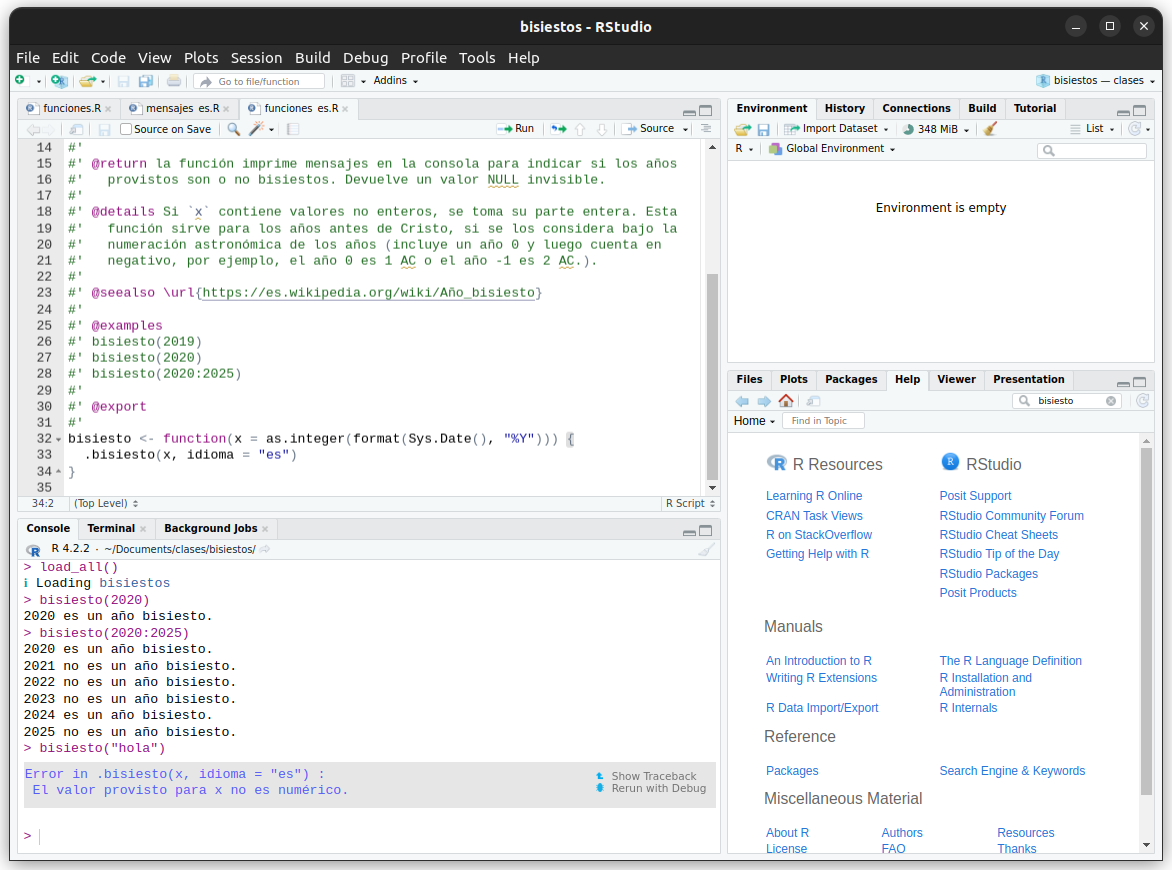 bisiestos - RStudio
File Edit Code View Plots Session Build Debug Profile Tools Help
Go to file/function Addins bisiestos — clases
funciones.R mensajes_es.R funciones_es.R
Source on Save Run Source
14 #'
15 #' @return la función imprime mensajes en la consola para indicar si los años
16 #'   provistos son o no bisiestos. Devuelve un valor NULL invisible.
17 #'
18 #' @details Si `x` contiene valores no enteros, se toma su parte entera. Esta
19 #'   función sirve para los años antes de Cristo, si se los considera bajo la
20 #'   numeración astronómica de los años (incluye un año 0 y luego cuenta en
21 #'   negativo, por ejemplo, el año 0 es 1 AC o el año -1 es 2 AC.).
22 #'
23 #' @seealso \url{https://es.wikipedia.org/wiki/Año_bisiesto}
24 #'
25 #' @examples
26 #' bisiesto(2019)
27 #' bisiesto(2020)
28 #' bisiesto(2020:2025)
29 #'
30 #' @export
31 #'
32 bisiesto <- function(x = as.integer(format(Sys.Date(), "%Y"))) {
33   .bisiesto(x, idioma = "es")
34 }
35
34:2 (Top Level) R Script
Console Terminal Background Jobs
R 4.2.2 · ~/Documents/clases/bisiestos/
> load_all()
ℹ Loading bisiestos
> bisiesto(2020)
2020 es un año bisiesto.
> bisiesto(2020:2025)
2020 es un año bisiesto.
2021 no es un año bisiesto.
2022 no es un año bisiesto.
2023 no es un año bisiesto.
2024 es un año bisiesto.
2025 no es un año bisiesto.
> bisiesto("hola")
Error in .bisiesto(x, idioma = "es") :
El valor provisto para x no es numérico.
Show Traceback
Rerun with Debug
>
Environment History Connections Build Tutorial
Import Dataset 348 MiB List
R Global Environment
Environment is empty
Files Plots Packages Help Viewer Presentation
bisiesto
Home Find in Topic
R Resources
Learning R Online
CRAN Task Views
R on StackOverflow
Getting Help with R
RStudio
Posit Support
RStudio Community Forum
RStudio Cheat Sheets
RStudio Tip of the Day
RStudio Packages
Posit Products
Manuals
An Introduction to R
Writing R Extensions
R Data Import/Export
The R Language Definition
R Installation and
Administration
R Internals
Reference
Packages Search Engine & Keywords
Miscellaneous Material
About R Authors Resources
License FAQ Thanks